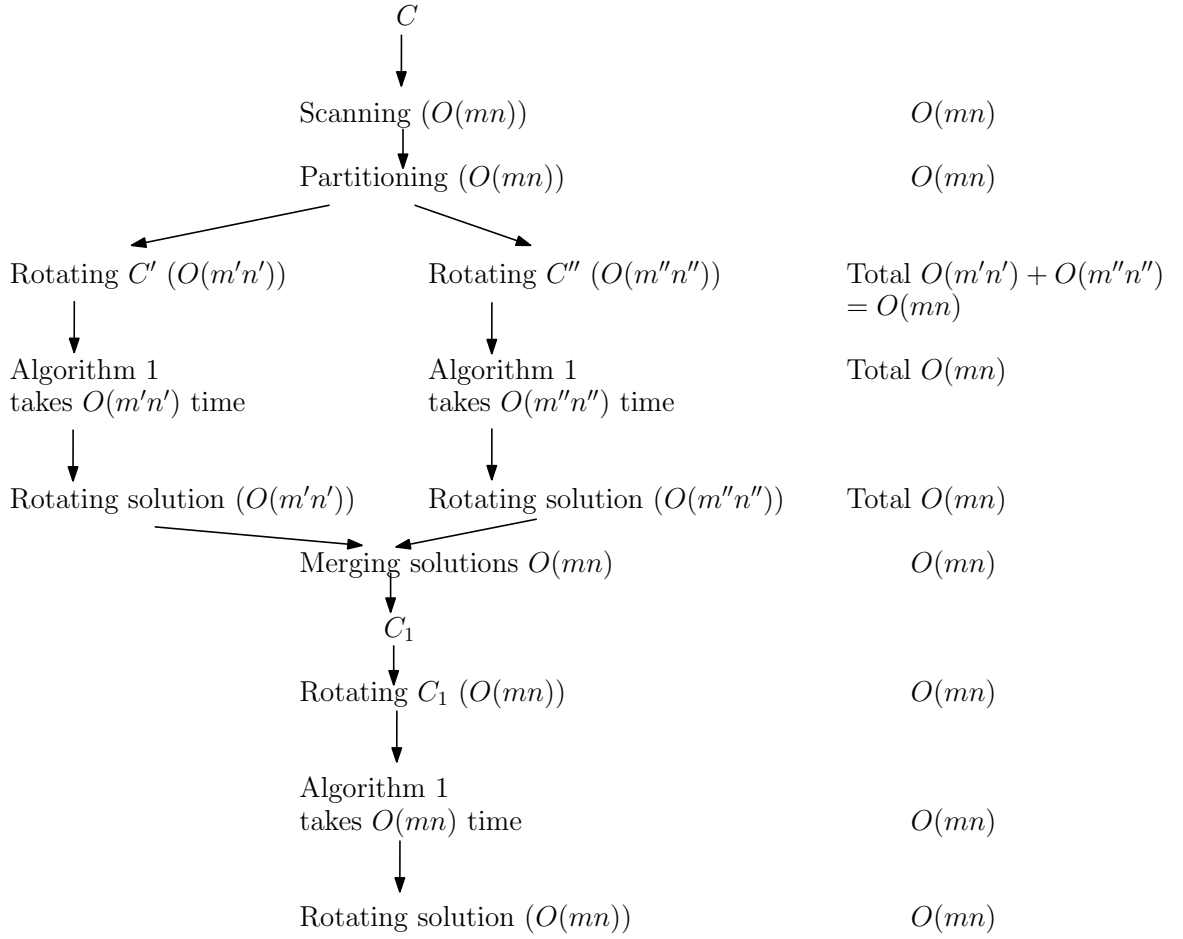 C
Scanning (O(mn)) O(mn)
Partitioning (O(mn)) O(mn)
Rotating C′ (O(m′n′)) Rotating C″ (O(m″n″)) Total O(m′n′) + O(m″n″)
= O(mn)
Algorithm 1 Algorithm 1 Total O(mn)
takes O(m′n′) time takes O(m″n″) time
Rotating solution (O(m′n′)) Rotating solution (O(m″n″)) Total O(mn)
Merging solutions O(mn) O(mn)
C₁
Rotating C₁ (O(mn)) O(mn)
Algorithm 1
takes O(mn) time O(mn)
Rotating solution (O(mn)) O(mn)